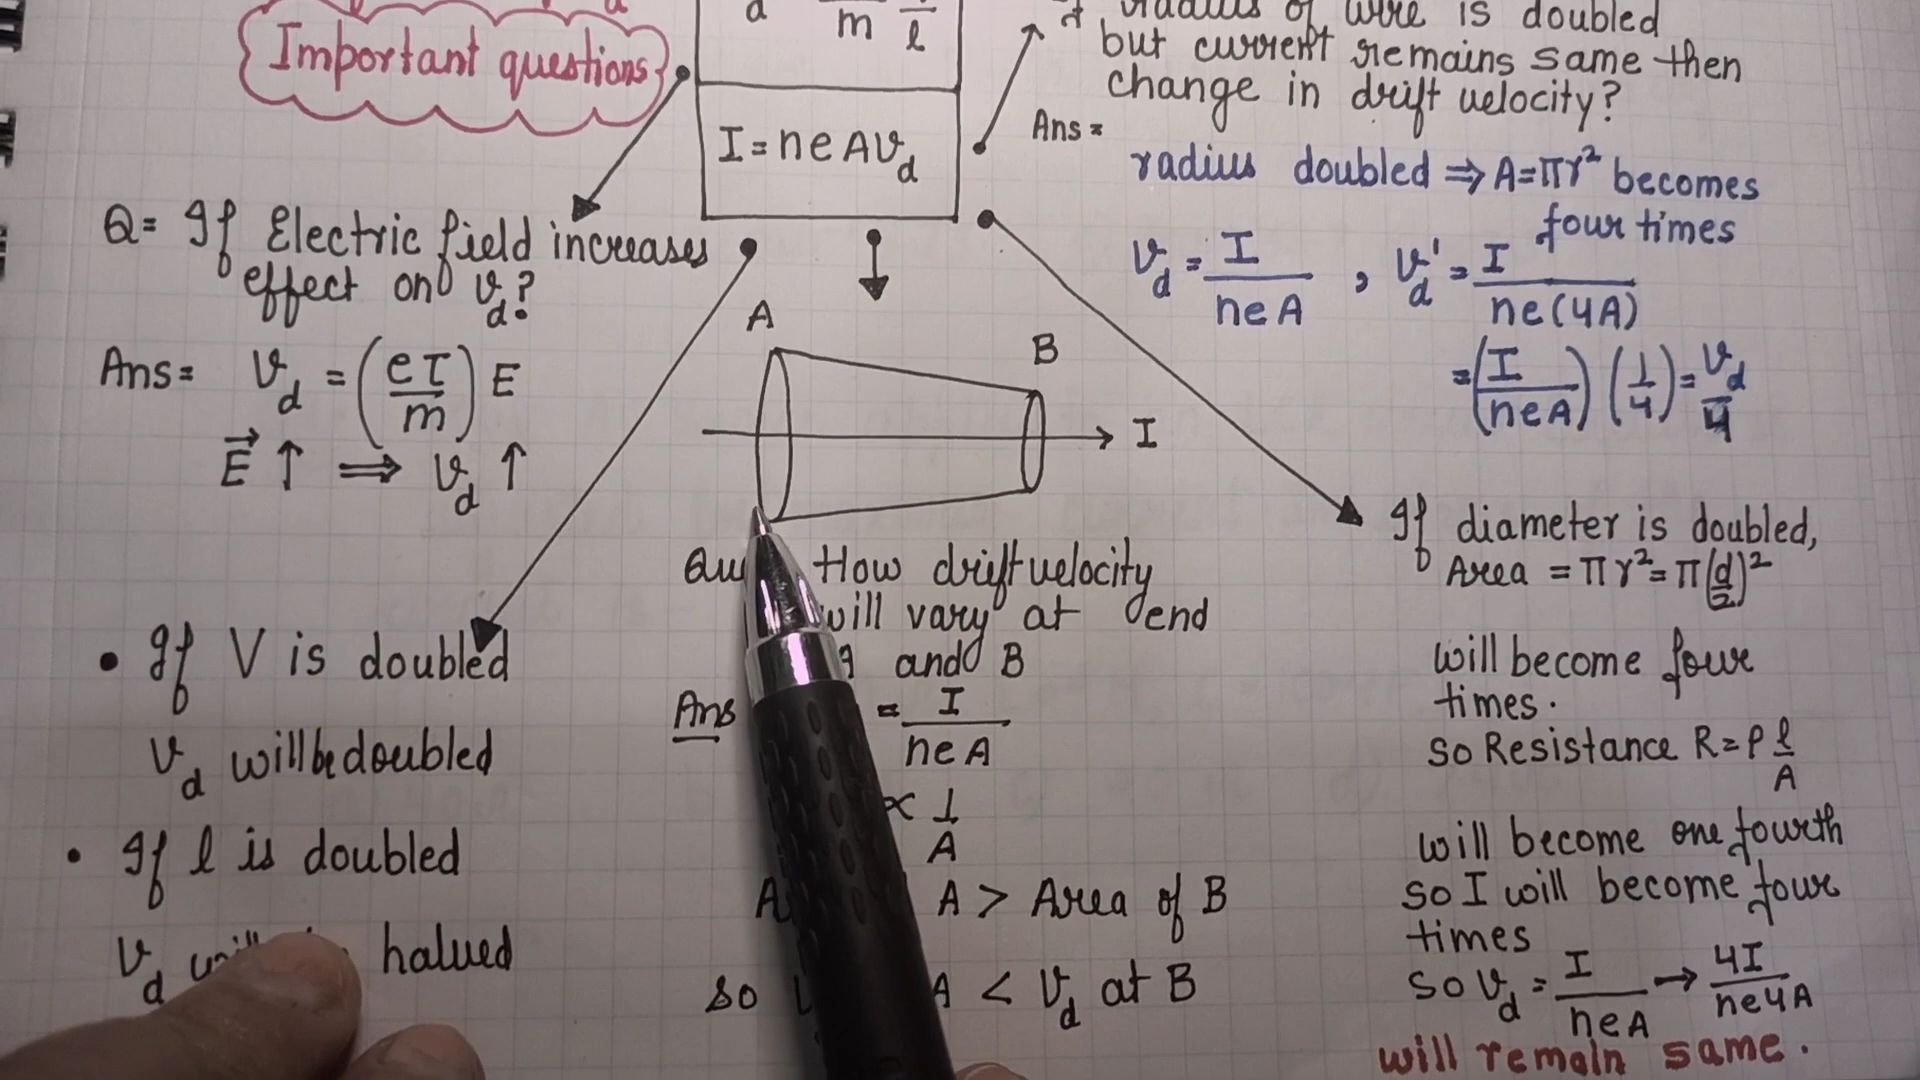 Important questions
m l
I = neAv_d
radius of wire is doubled
but current remains same then
change in drift velocity?
Ans =
radius doubled ⇒ A=πr² becomes
four times
v_d = I/neA , v_d' = I/ne(4A)
= (I/neA) (1/4) = v_d/4
Q= If Electric field increases
effect on v_d?
Ans= v_d = (eτ/m) E
E⃗ ↑ ⇒ v_d ↑
• If V is doubled
v_d will be doubled
• If l is doubled
v_d halved
A
B
I
How drift velocity
will vary at end
A and B
Ans = I/neA
∝ 1/A
A > Area of B
so A < v_d at B
If diameter is doubled,
Area = πr² = π(d/2)²
will become four
times.
so Resistance R = ρ l/A
will become one fourth
so I will become four
times
so v_d = I/neA → 4I/ne4A
will remain same.